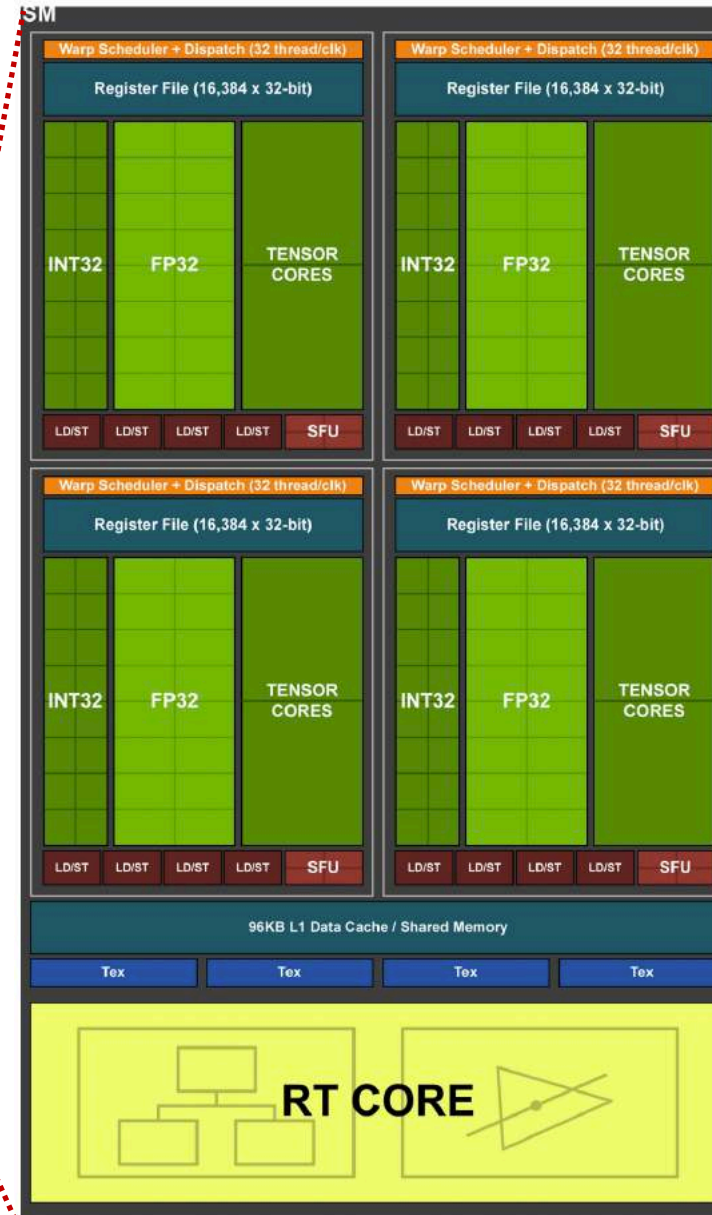 SM
Warp Scheduler + Dispatch (32 thread/clk)
Register File (16,384 x 32-bit)
INT32
FP32
TENSOR
CORES
LD/ST
LD/ST
LD/ST
LD/ST
SFU
Warp Scheduler + Dispatch (32 thread/clk)
Register File (16,384 x 32-bit)
INT32
FP32
TENSOR
CORES
LD/ST
LD/ST
LD/ST
LD/ST
SFU
Warp Scheduler + Dispatch (32 thread/clk)
Register File (16,384 x 32-bit)
INT32
FP32
TENSOR
CORES
LD/ST
LD/ST
LD/ST
LD/ST
SFU
Warp Scheduler + Dispatch (32 thread/clk)
Register File (16,384 x 32-bit)
INT32
FP32
TENSOR
CORES
LD/ST
LD/ST
LD/ST
LD/ST
SFU
96KB L1 Data Cache / Shared Memory
Tex
Tex
Tex
Tex
RT CORE